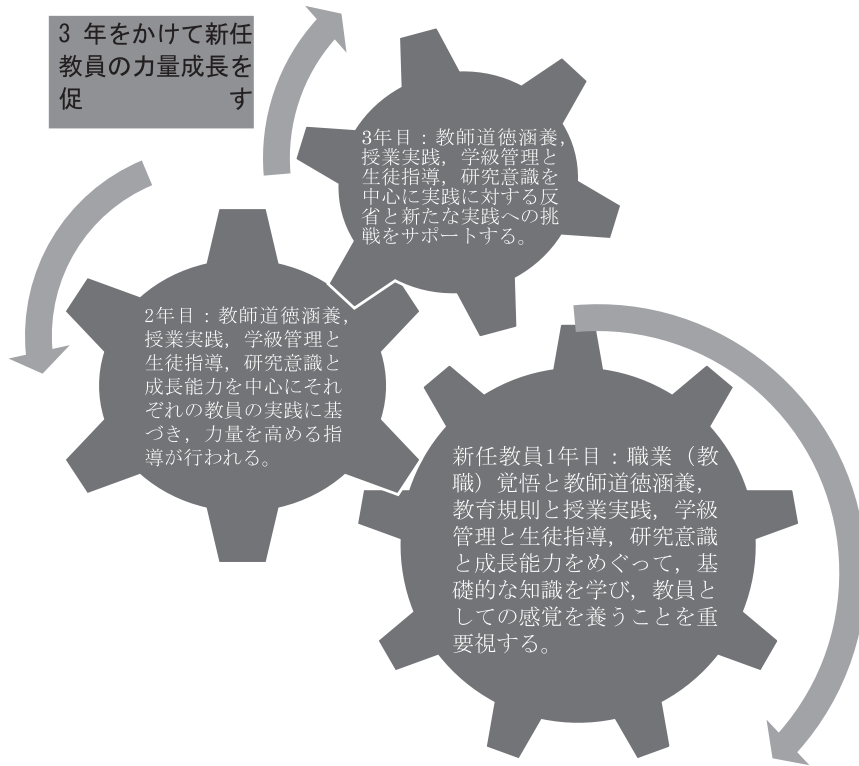 3 年をかけて新任
教員の力量成長を
促す
3年目：教師道徳涵養，
授業実践，学級管理と
生徒指導，研究意識を
中心に実践に対する反
省と新たな実践への挑
戦をサポートする。
2年目：教師道徳涵養，
授業実践，学級管理と
生徒指導，研究意識と
成長能力を中心にそれ
ぞれの教員の実践に基
づき，力量を高める指
導が行われる。
新任教員1年目：職業（教
職）覚悟と教師道徳涵養，
教育規則と授業実践，学級
管理と生徒指導，研究意識
と成長能力をめぐって，基
礎的な知識を学び，教員と
しての感覚を養うことを重
要視する。